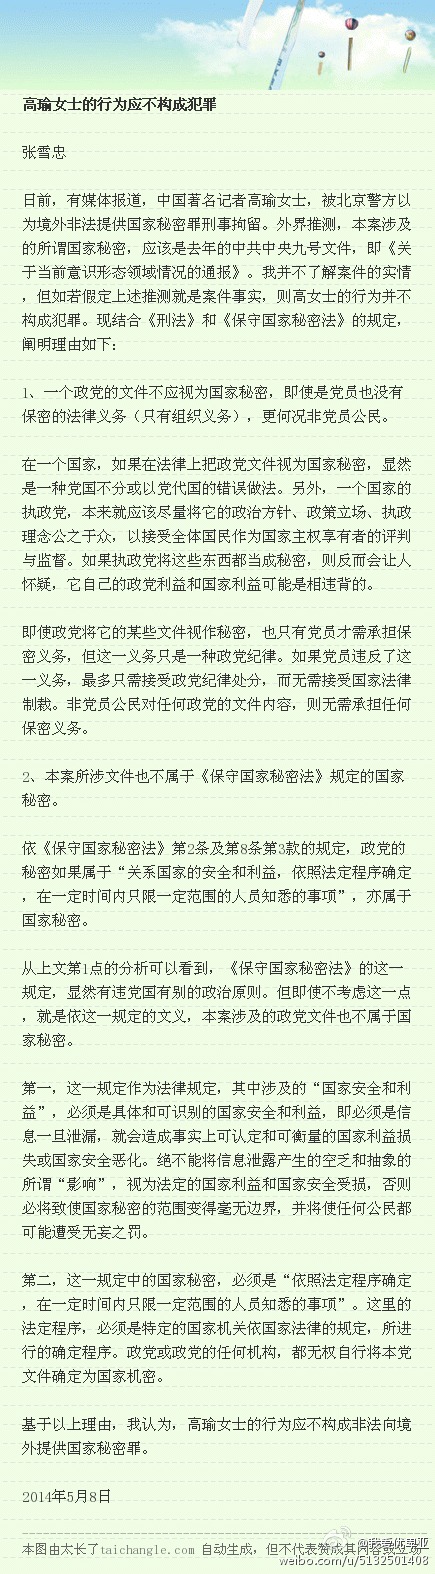 高瑜女士的行为应不构成犯罪
张雪忠
日前，有媒体报道，中国著名记者高瑜女士，被北京警方以
为境外非法提供国家秘密罪刑事拘留。外界推测，本案涉及
的所谓国家秘密，应该是去年的中共中央九号文件，即《关
于当前意识形态领域情况的通报》。我并不了解案件的实情
，但如若假定上述推测就是案件事实，则高女士的行为并不
构成犯罪。现结合《刑法》和《保守国家秘密法》的规定，
阐明理由如下：
1、一个政党的文件不应视为国家秘密，即使是党员也没有
保密的法律义务（只有组织义务），更何况非党员公民。
在一个国家，如果在法律上把政党文件视为国家秘密，显然
是一种党国不分或以党代国的错误做法。另外，一个国家的
执政党，本来就应该尽量将它的政治方针、政策立场、执政
理念公之于众，以接受全体国民作为国家主权享有者的评判
与监督。如果执政党将这些东西都当成秘密，则反而会让人
怀疑，它自己的政党利益和国家利益可能是相违背的。
即使政党将它的某些文件视作秘密，也只有党员才需承担保
密义务，但这一义务只是一种政党纪律。如果党员违反了这
一义务，最多只需接受政党纪律处分，而无需接受国家法律
制裁。非党员公民对任何政党的文件内容，则无需承担任何
保密义务。
2、本案所涉文件也不属于《保守国家秘密法》规定的国家
秘密。
依《保守国家秘密法》第2条及第8条第3款的规定，政党的
秘密如果属于“关系国家的安全和利益，依照法定程序确定
，在一定时间内只限一定范围的人员知悉的事项”，亦属于
国家秘密。
从上文第1点的分析可以看到，《保守国家秘密法》的这一
规定，显然有违党国有别的政治原则。但即使不考虑这一点
，就是依这一规定的文义，本案涉及的政党文件也不属于国
家秘密。
第一，这一规定作为法律规定，其中涉及的“国家安全和利
益”，必须是具体和可识别的国家安全和利益，即必须是信
息一旦泄漏，就会造成事实上可认定和可衡量的国家利益损
失或国家安全恶化。绝不能将信息泄露产生的空乏和抽象的
所谓“影响”，视为法定的国家利益和国家安全受损，否则
必将致使国家秘密的范围变得毫无边界，并将使任何公民都
可能遭受无妄之罚。
第二，这一规定中的国家秘密，必须是“依照法定程序确定
，在一定时间内只限一定范围的人员知悉的事项”。这里的
法定程序，必须是特定的国家机关依国家法律的规定，所进
行的确定程序。政党或政党的任何机构，都无权自行将本党
文件确定为国家机密。
基于以上理由，我认为，高瑜女士的行为应不构成非法向境
外提供国家秘密罪。
2014年5月8日
本图由太长了taichangle.com 自动生成，但不代表赞成其内容或立场
@我看优卑亚
weibo.com/u/5132501408